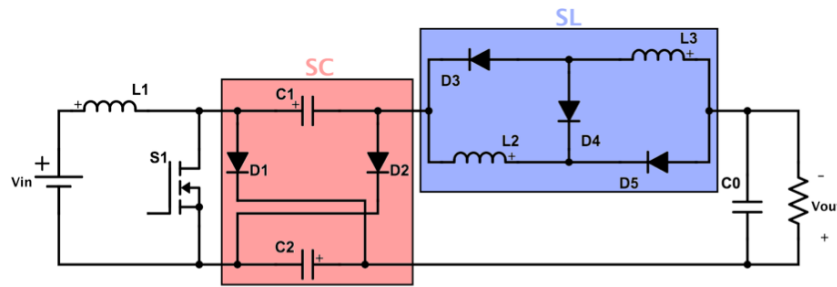 SL
SC
L3
D3
L1
C1
+
+
+
D4
L2
+
S1
D1
D2
D5
C0
+
Vin
-
Vou
+
C2
+